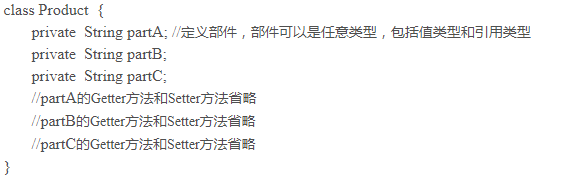 class Product  {
private  String partA; //定义部件，部件可以是任意类型，包括值类型和引用类型
private  String partB;
private  String partC;
//partA的Getter方法和Setter方法省略
//partB的Getter方法和Setter方法省略
//partC的Getter方法和Setter方法省略
}